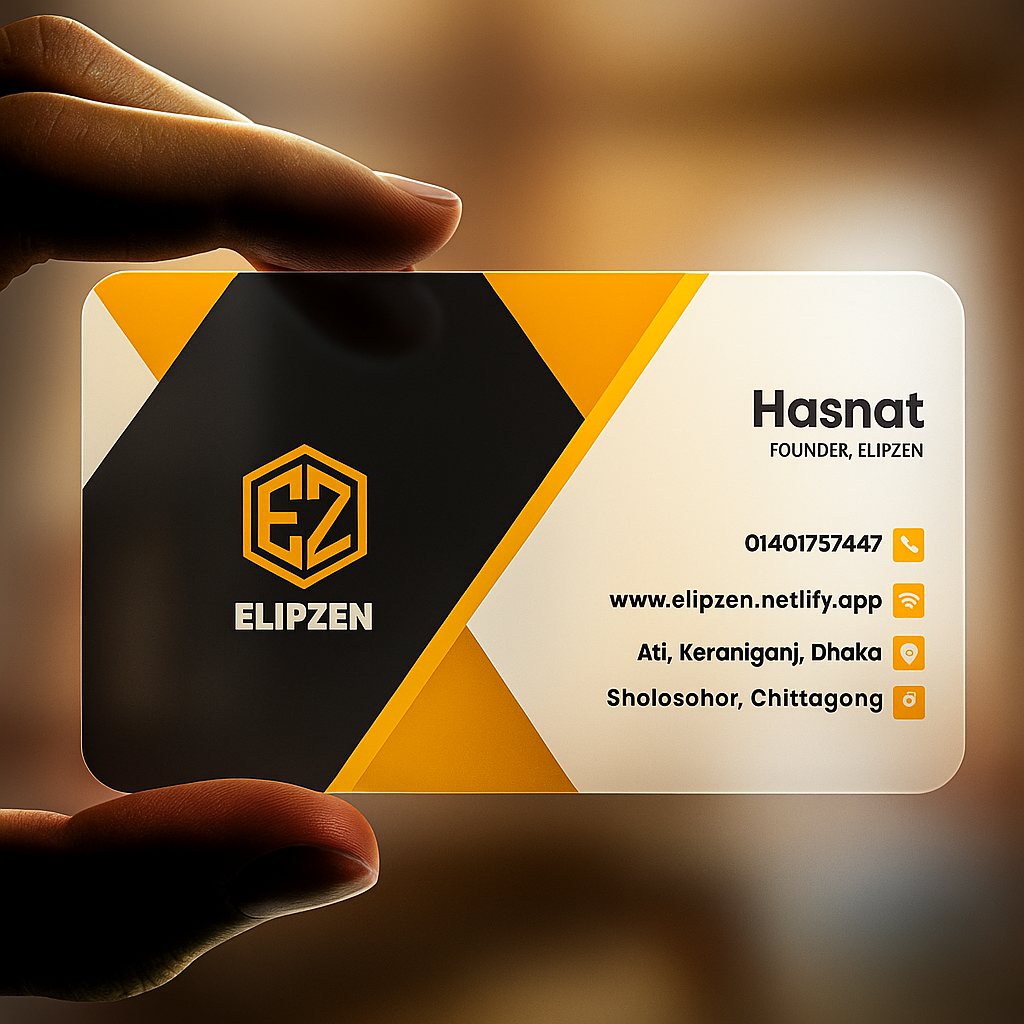 EZ
ELIPZEN
Hasnat
FOUNDER, ELIPZEN
01401757447
www.elipzen.netlify.app
Ati, Keraniganj, Dhaka
Sholosohor, Chittagong